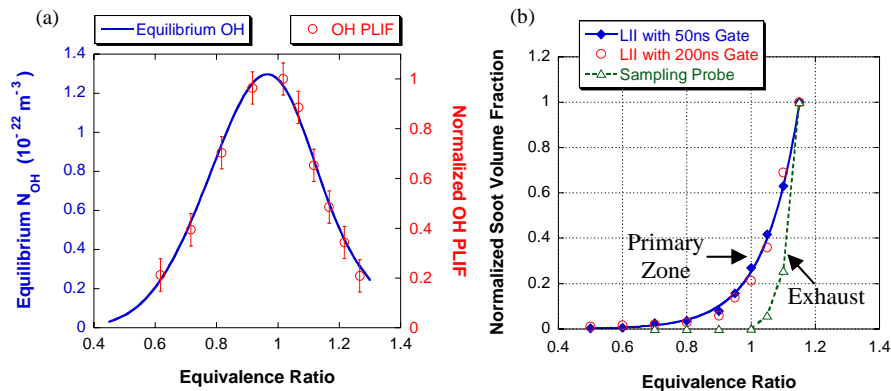 (a)
Equilibrium OH
OH PLIF
Equilibrium N_OH (10^-22 m^-3)
1.4
1.2
1
0.8
0.6
0.4
0.2
0
1
0.8
0.6
0.4
0.2
0
Normalized OH PLIF
0.4 0.6 0.8 1.0 1.2 1.4
Equivalence Ratio
(b)
LII with 50ns Gate
LII with 200ns Gate
Sampling Probe
Normalized Soot Volume Fraction
1.2
1
0.8
0.6
0.4
0.2
0
Primary
Zone
Exhaust
0.4 0.6 0.8 1 1.2 1.4
Equivalence Ratio